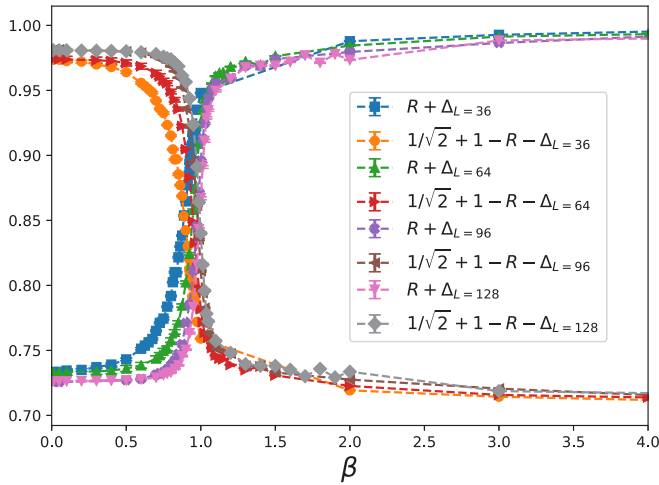 1.00
0.95
0.90
0.85
0.80
0.75
0.70
R + Δ_{L=36}
1/√2 + 1 − R − Δ_{L=36}
R + Δ_{L=64}
1/√2 + 1 − R − Δ_{L=64}
R + Δ_{L=96}
1/√2 + 1 − R − Δ_{L=96}
R + Δ_{L=128}
1/√2 + 1 − R − Δ_{L=128}
0.0 0.5 1.0 1.5 2.0 2.5 3.0 3.5 4.0
β